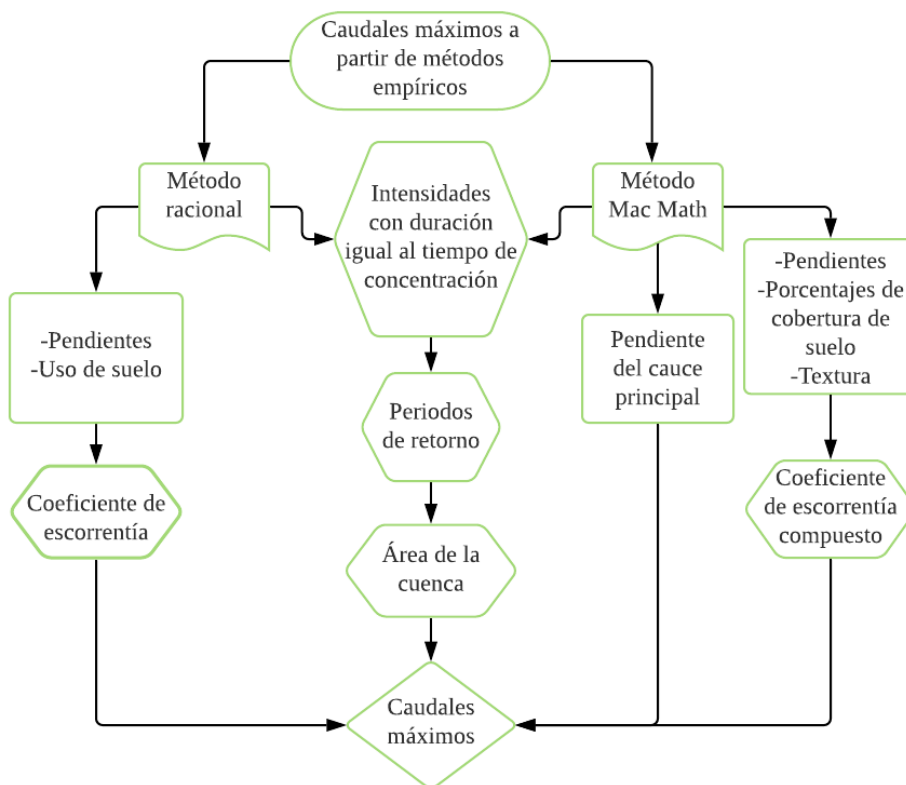 Caudales máximos a
partir de métodos
empíricos
Método
racional
Intensidades
con duración
igual al tiempo de
concentración
Método
Mac Math
-Pendientes
-Uso de suelo
Pendiente
del cauce
principal
-Pendientes
-Porcentajes de
cobertura de
suelo
-Textura
Periodos
de retorno
Coeficiente de
escorrentía
Coeficiente
de escorrentía
compuesto
Área de la
cuenca
Caudales
máximos